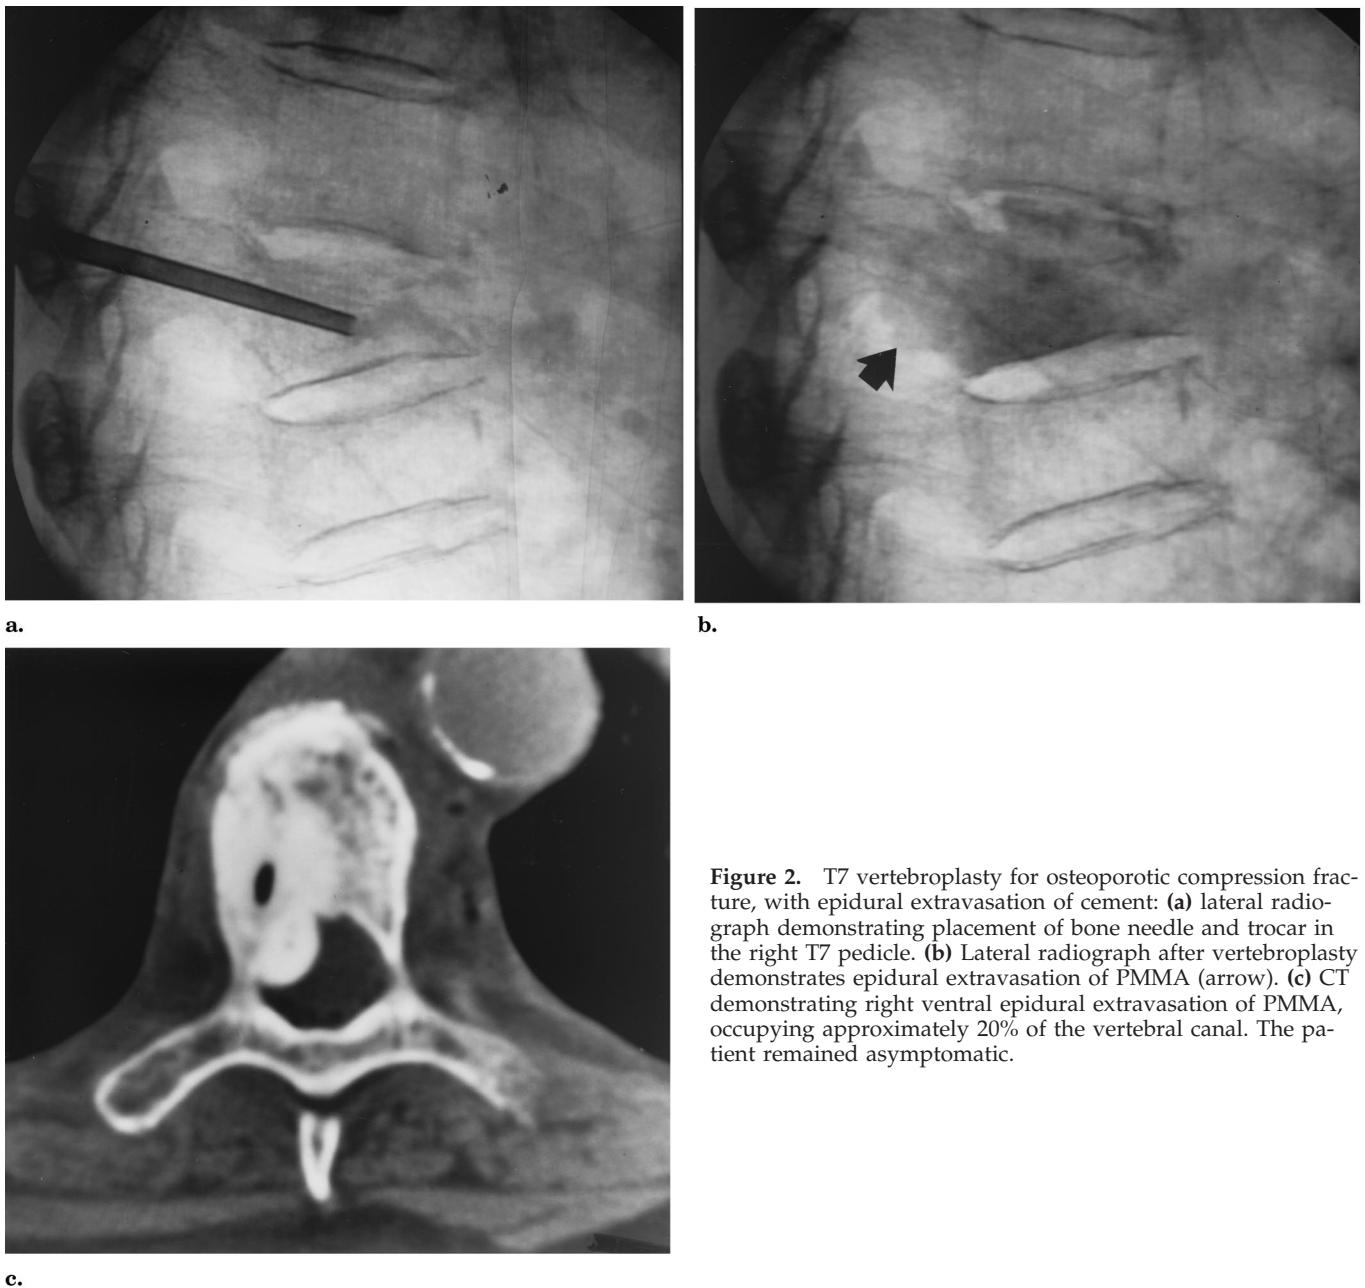 a.
b.
c.
Figure 2. T7 vertebroplasty for osteoporotic compression frac-
ture, with epidural extravasation of cement: (a) lateral radio-
graph demonstrating placement of bone needle and trocar in
the right T7 pedicle. (b) Lateral radiograph after vertebroplasty
demonstrates epidural extravasation of PMMA (arrow). (c) CT
demonstrating right ventral epidural extravasation of PMMA,
occupying approximately 20% of the vertebral canal. The pa-
tient remained asymptomatic.